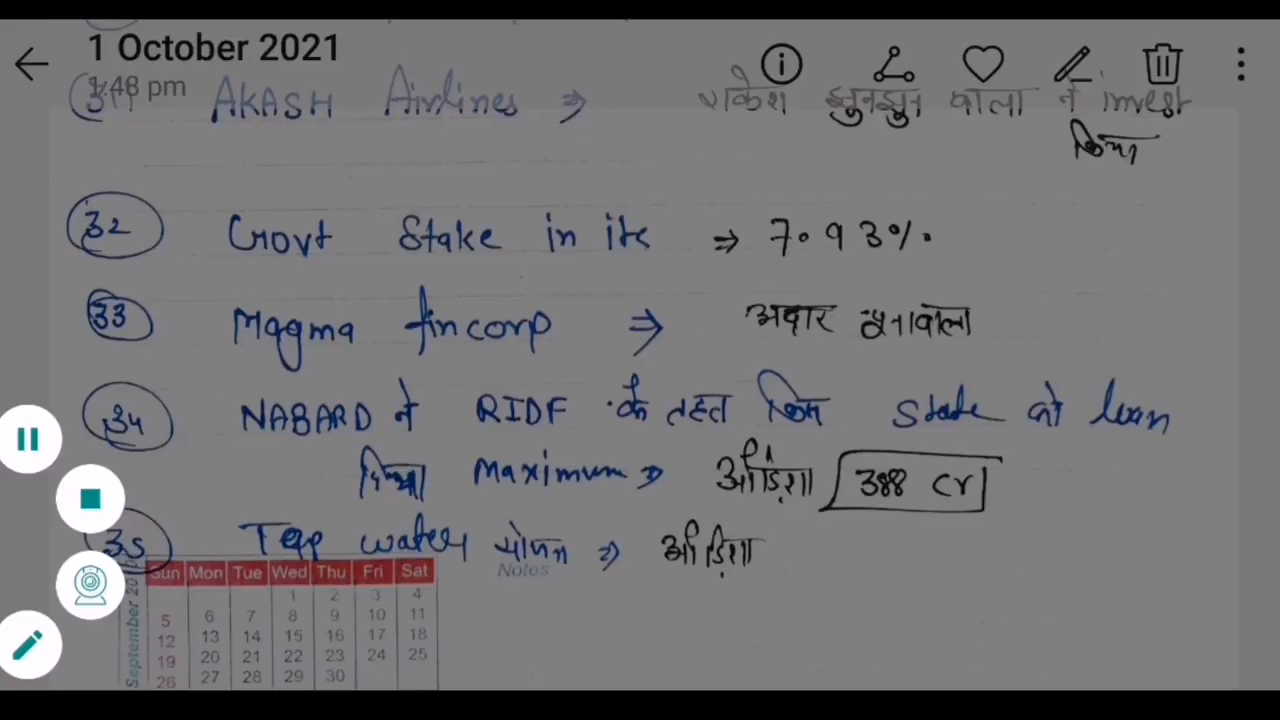 1 October 2021
1:48 pm
AKASH Airlines ⇒ राकेश झुनझुन वाला ने invest
किया
32 Govt Stake in its ⇒ 7.93%.
33 Magma fincorp ⇒ अदार पूनावाला
34 NABARD ने RIDF के तहत किस State को loan
दिया Maximum ⇒ ओडिशा 388 Cr
35 Tap water योजना ⇒ ओडिशा
Notes
Sun Mon Tue Wed Thu Fri Sat
1 2 3 4
5 6 7 8 9 10 11
12 13 14 15 16 17 18
19 20 21 22 23 24 25
26 27 28 29 30